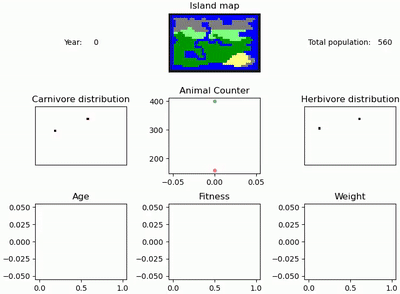 Island map
Year: 0
Total population: 560
Carnivore distribution
Animal Counter
Herbivore distribution
400
300
200
−0.05 0.00 0.05
Age
Fitness
Weight
0.050 0.050 0.050
0.025 0.025 0.025
0.000 0.000 0.000
−0.025 −0.025 −0.025
−0.050 −0.050 −0.050
0.0 0.5 1.0 0.0 0.5 1.0 0.0 0.5 1.0